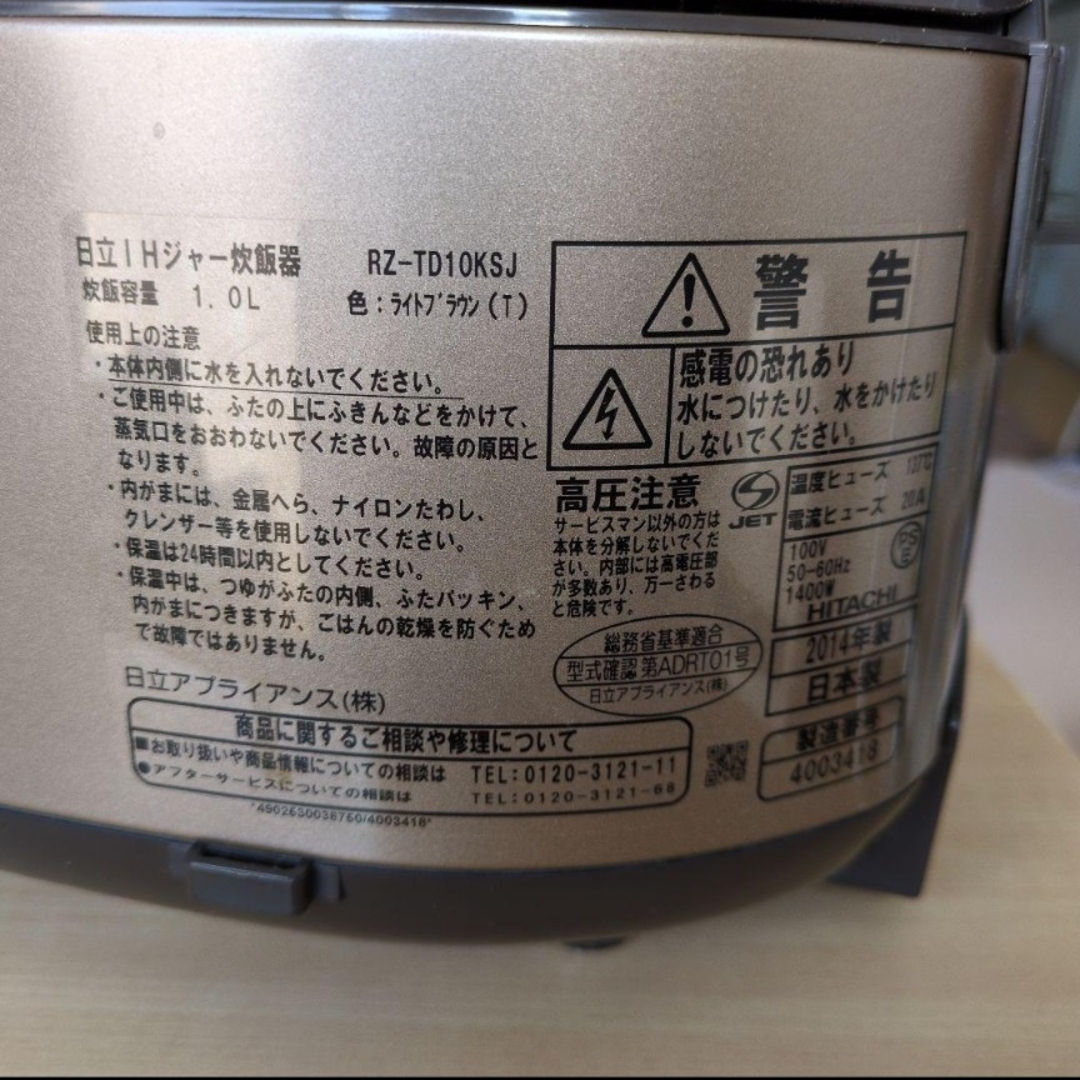 日立IHジャー炊飯器 RZ-TD10KSJ
炊飯容量 1.0L 色:ライトブラウン(T)
使用上の注意
・本体内側に水を入れないでください。
・ご使用中は、ふたの上にふきんなどをかけて、
蒸気口をおおわないでください。故障の原因と
なります。
・内がまには、金属へら、ナイロンたわし、
クレンザー等を使用しないでください。
・保温は24時間以内としてください。
・保温中は、つゆがふたの内側、ふたパッキン、
内がまにつきますが、ごはんの乾燥を防ぐため
で故障ではありません。
日立アプライアンス(株)
商品に関するご相談や修理について
■お取り扱いや商品情報についての相談は TEL:0120-3121-11
●アフターサービスについての相談は TEL:0120-3121-68
*4902530038750/4003418*
警告
感電の恐れあり
水につけたり、水をかけたり
しないでください。
高圧注意
サービスマン以外の方は
本体を分解しないでくだ
さい。内部には高電圧部
が多数あり、万一さわる
と危険です。
JET
温度ヒューズ 137℃
電流ヒューズ 20A
100V
50-60Hz
1400W
PS
E
HITACHI
2014年製
日本製
総務省基準適合
型式確認 第ADRT01号
日立アプライアンス(株)
製造番号
4003418